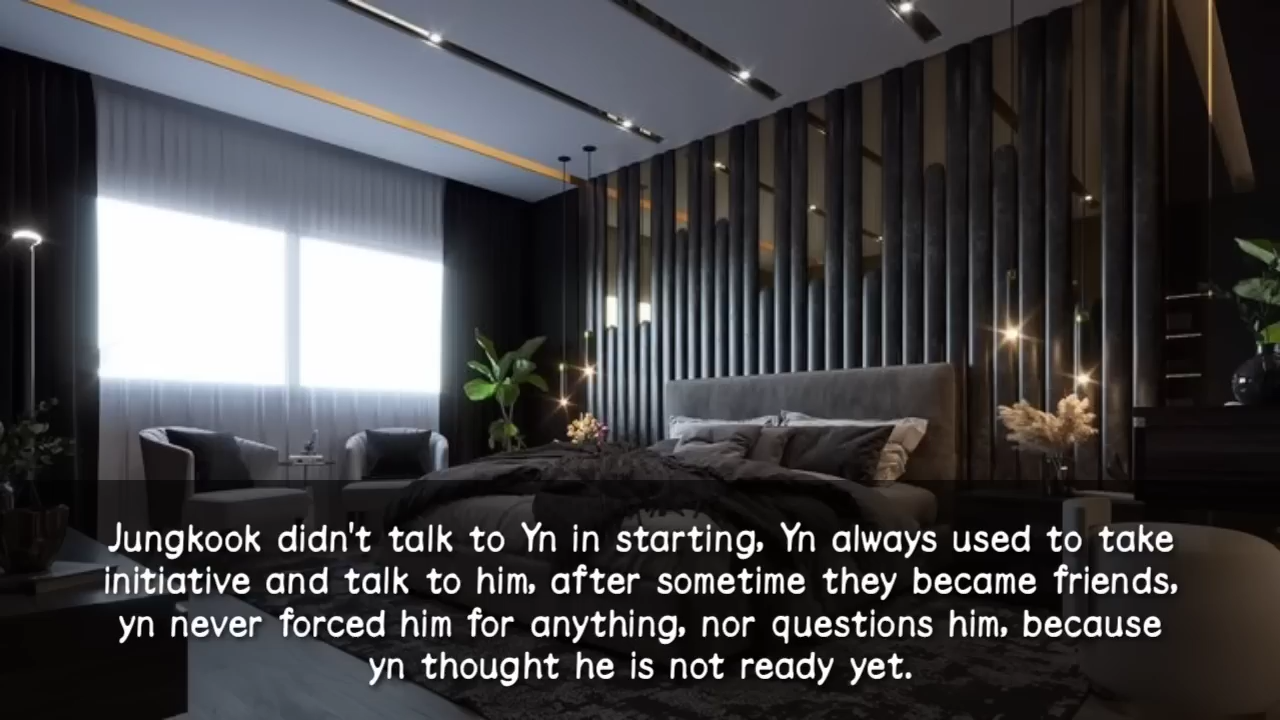 Jungkook didn't talk to Yn in starting, Yn always used to take
initiative and talk to him, after sometime they became friends,
yn never forced him for anything, nor questions him, because
yn thought he is not ready yet.